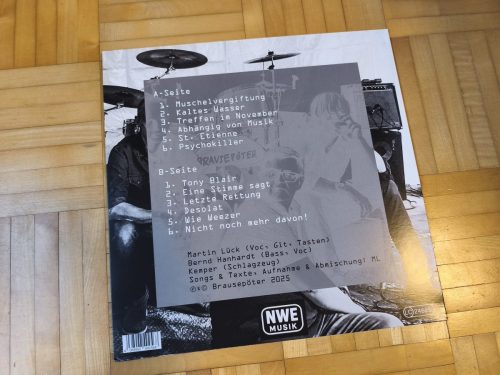 A-Seite
1. Muschelvergiftung
2. Kaltes Wasser
3. Treffen im November
4. Abhängig von Musik
5. St. Etienne
6. Psychokiller
BRAUSEPÖTER
B-Seite
1. Tony Blair
2. Eine Stimme sagt
3. Letzte Rettung
4. Desolat
5. Wie Weezer
6. Nicht noch mehr davon!
Martin Lück (Voc, Git, Tasten)
Bernd Hanhardt (Bass, Voc)
Kemper (Schlagzeug)
Songs & Texte, Aufnahme & Abmischung: ML
℗&© Brausepöter 2025
NWE
MUSIK